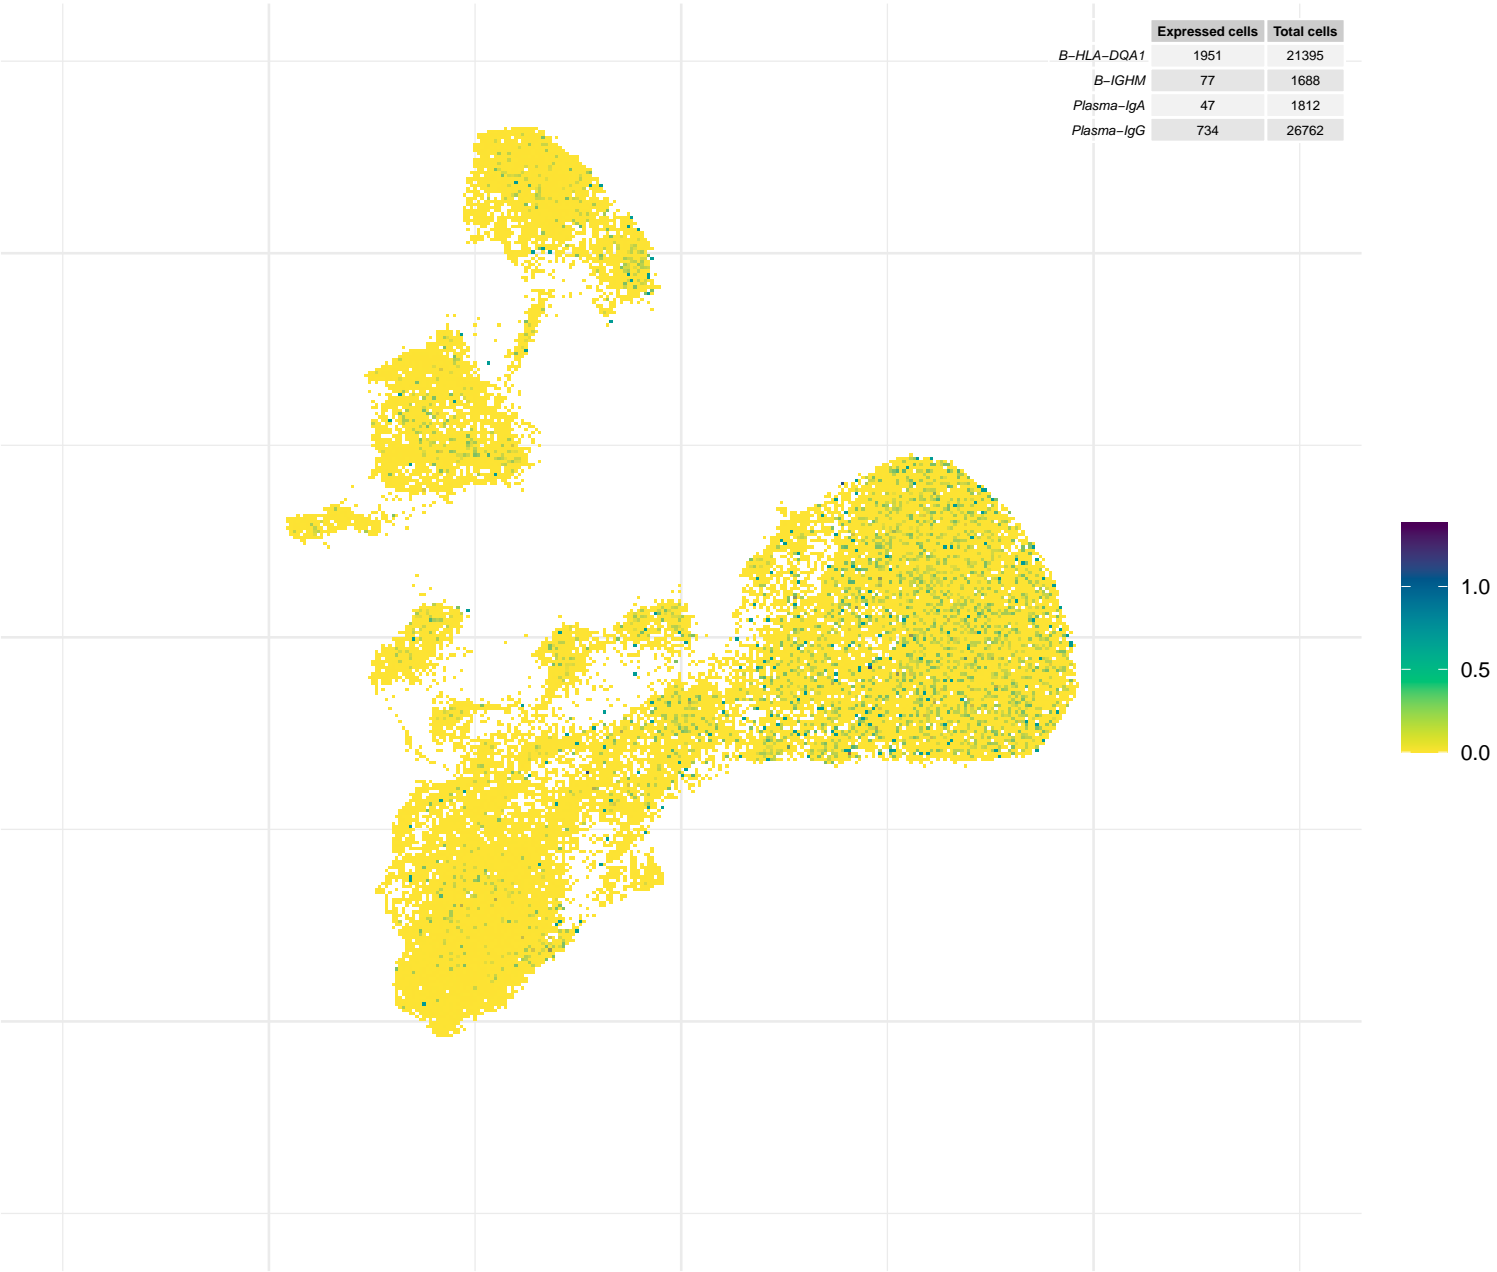 Expressed cells Total cells
B−HLA−DQA1 1951 21395
B−IGHM 77 1688
Plasma−IgA 47 1812
Plasma−IgG 734 26762
1.0
0.5
0.0